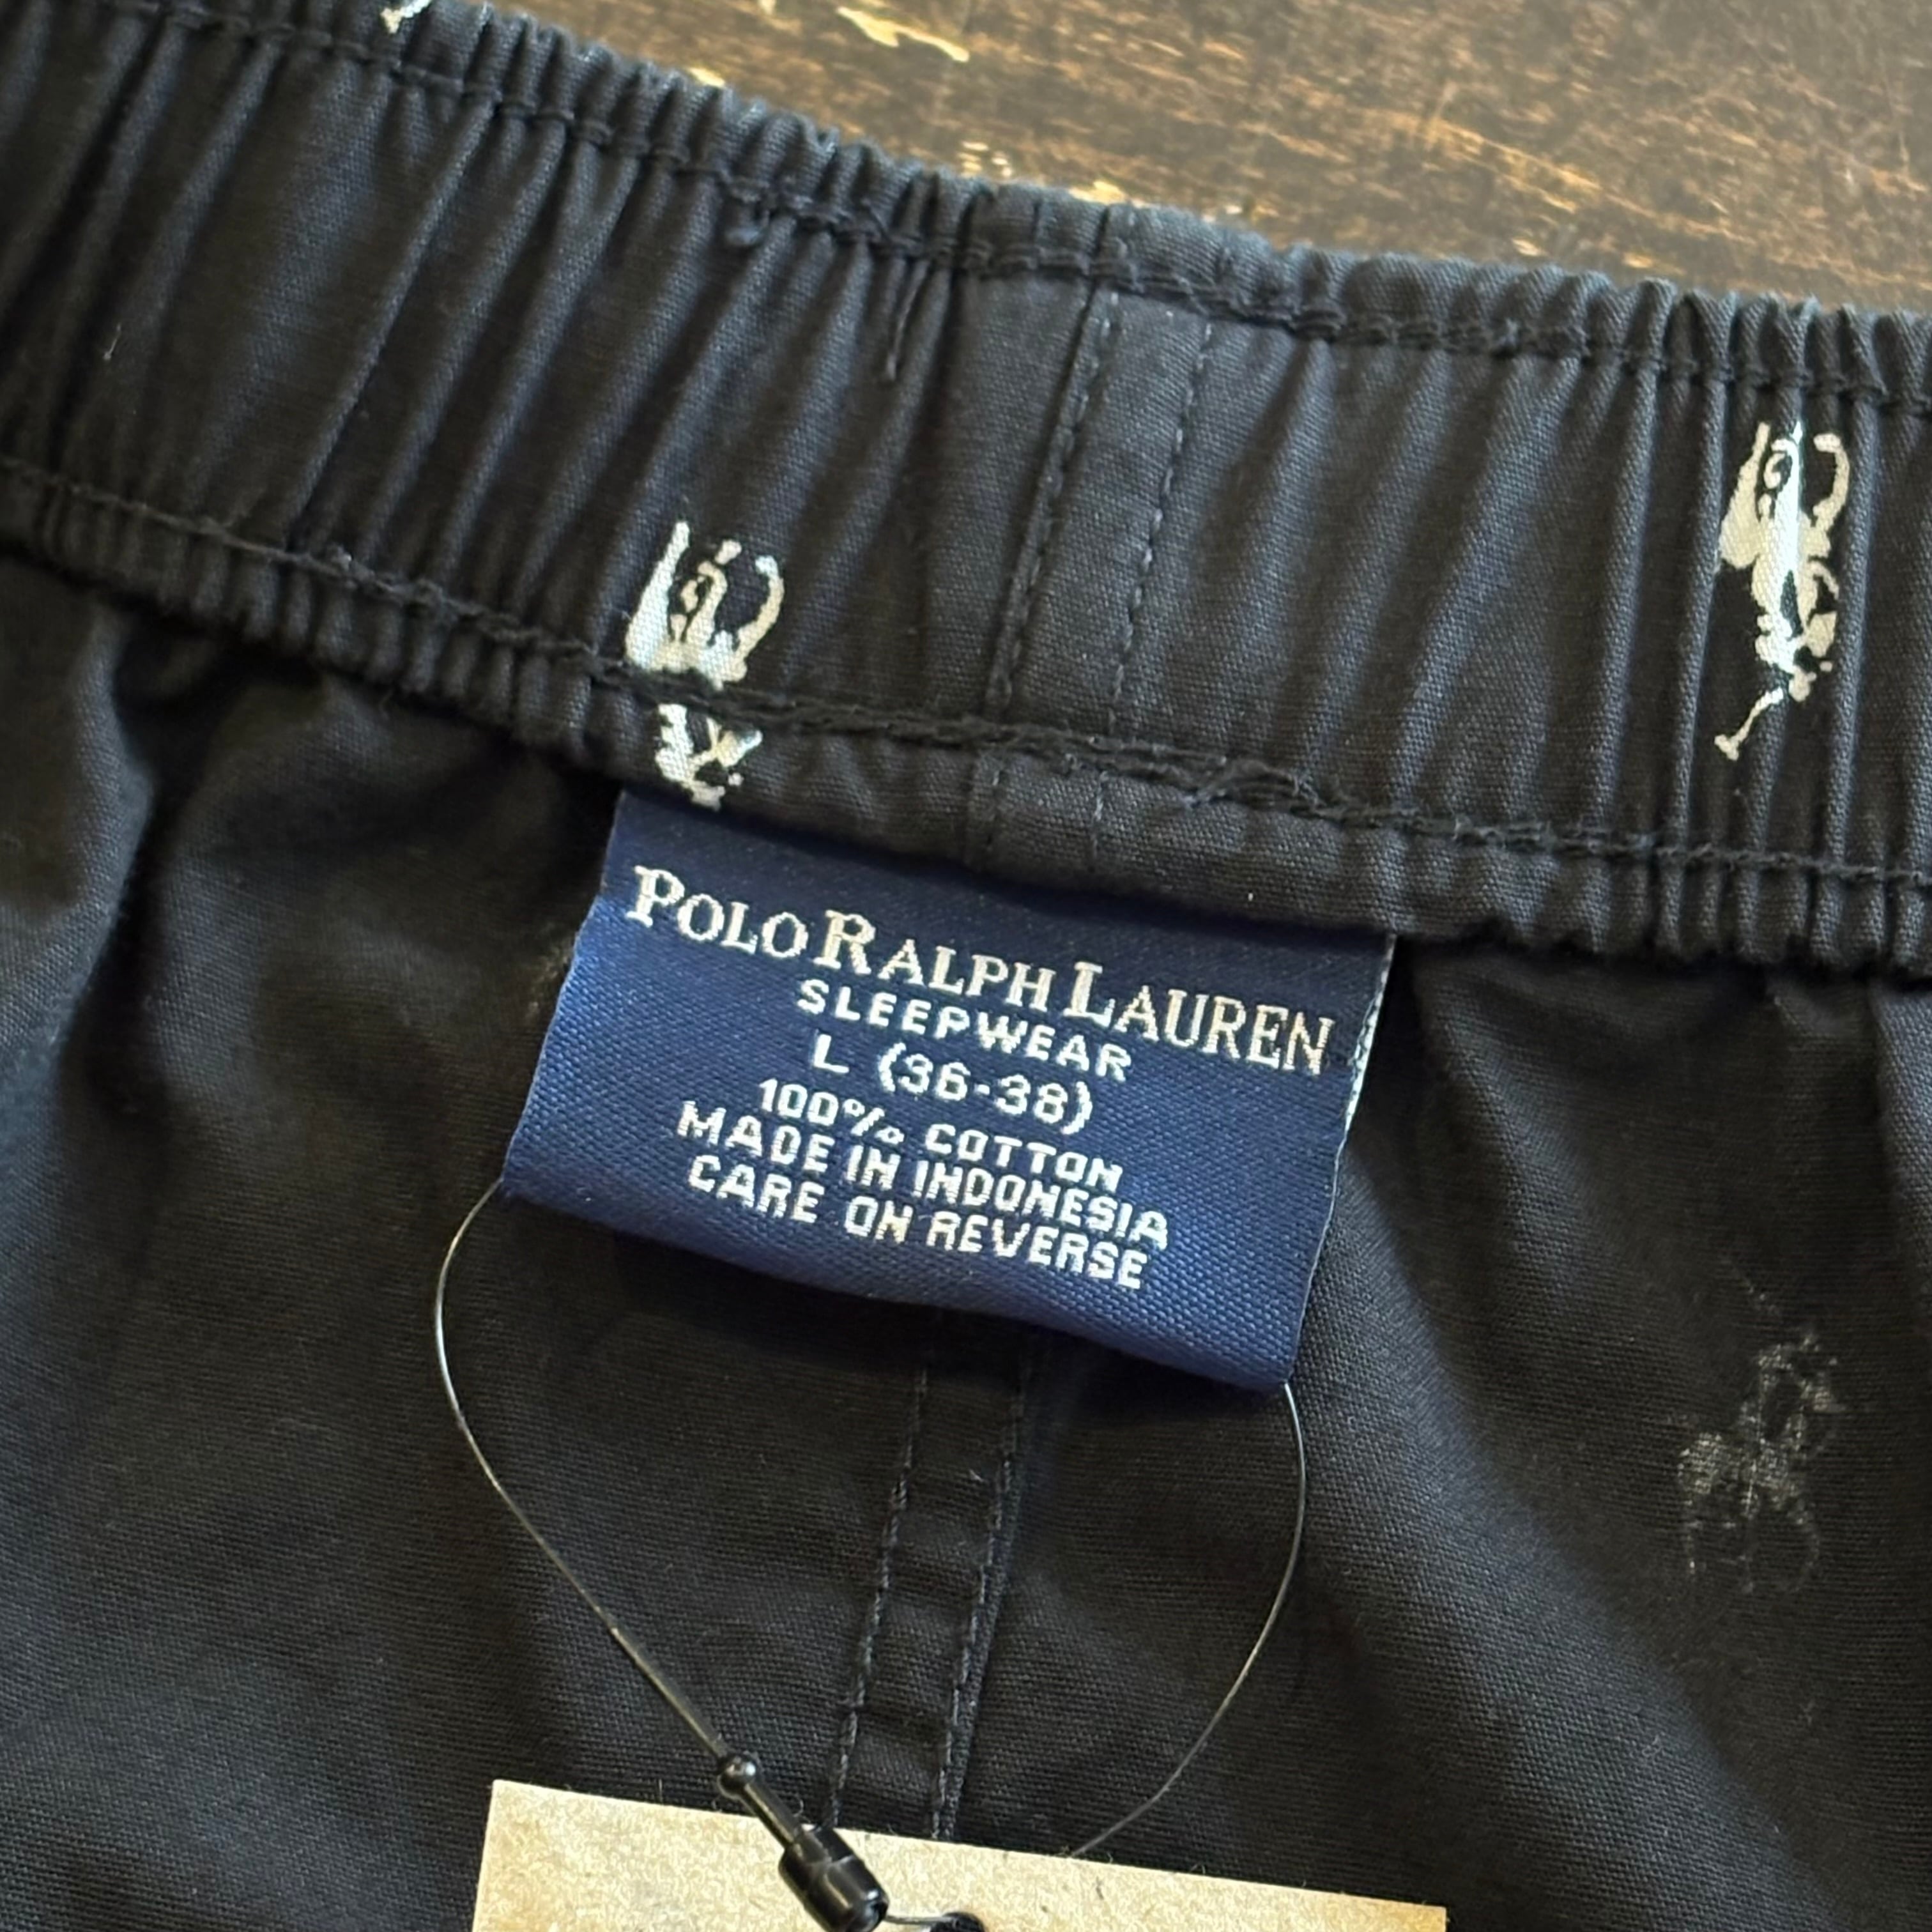 POLO RALPH LAUREN
SLEEPWEAR
L (36-38)
100% COTTON
MADE IN INDONESIA
CARE ON REVERSE